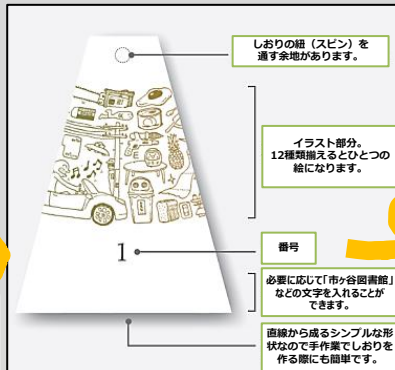 しおりの紐（スピン）を
通す余地があります。
イラスト部分。
12種類揃えるとひとつの
絵になります。
1
番号
必要に応じて「市ヶ谷図書館」
などの文字を入れることが
できます。
直線から成るシンプルな形
状なので手作業でしおりを
作る際にも簡単です。